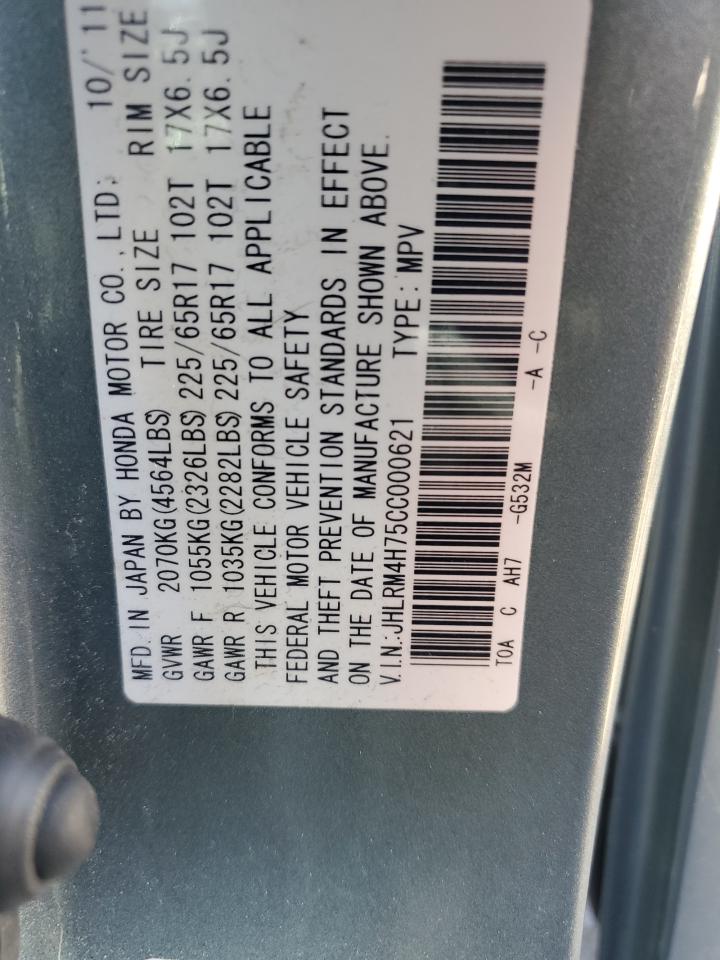 MFD. IN JAPAN BY HONDA MOTOR CO., LTD. 10/'11
GVWR 2070KG(4564LBS) TIRE SIZE RIM SIZE
GAWR F 1055KG(2326LBS) 225/65R17 102T 17X6.5J
GAWR R 1035KG(2282LBS) 225/65R17 102T 17X6.5J
THIS VEHICLE CONFORMS TO ALL APPLICABLE
FEDERAL MOTOR VEHICLE SAFETY
AND THEFT PREVENTION STANDARDS IN EFFECT
ON THE DATE OF MANUFACTURE SHOWN ABOVE.
V.I.N.:JHLRM4H75CC000621 TYPE:MPV
TOA C AH7 -G532M -A -C